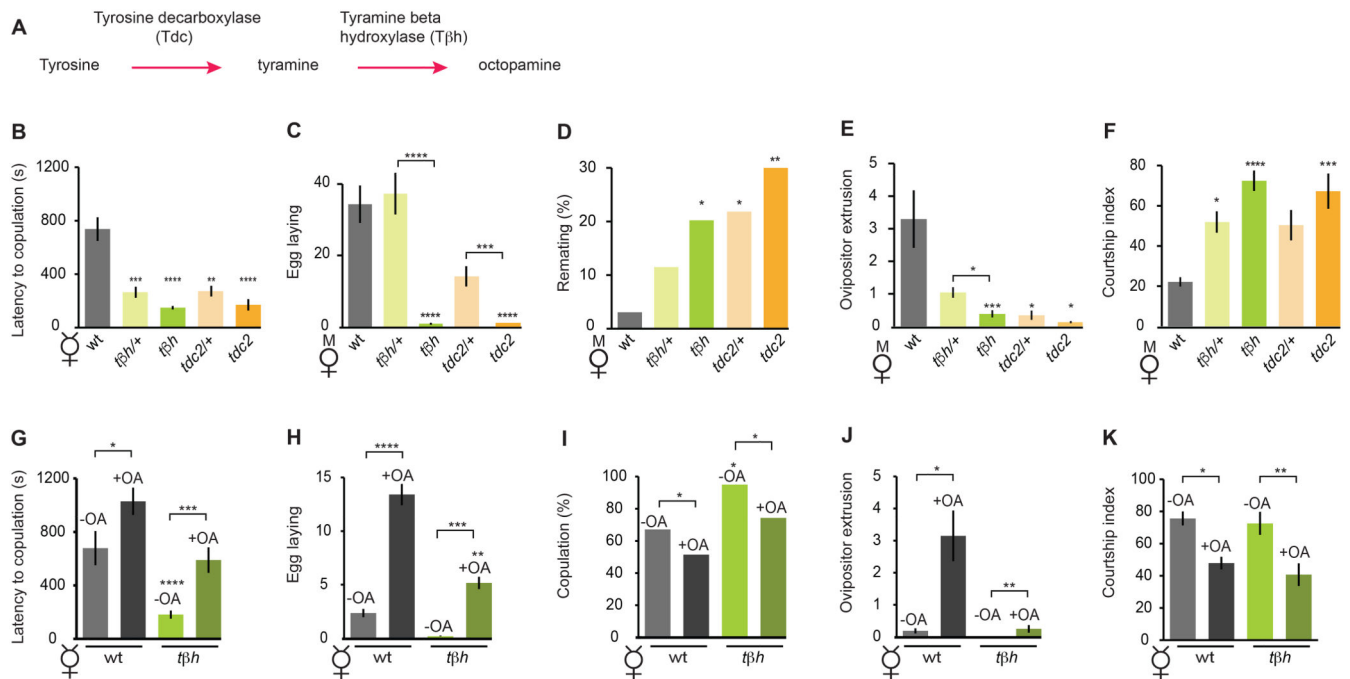 A
Tyrosine decarboxylase
(Tdc)
Tyramine beta
hydroxylase (Tβh)
Tyrosine
tyramine
octopamine
B
Latency to copulation (s)
1200
800
400
0
***
****
**
****
wt
tβh/+
tβh
tdc2/+
tdc2
C
Egg laying
40
20
0
****
****
***
****
M
wt
tβh/+
tβh
tdc2/+
tdc2
D
Remating (%)
30
20
10
0
*
*
**
M
wt
tβh/+
tβh
tdc2/+
tdc2
E
Ovipositor extrusion
5
4
3
2
1
0
*
***
*
*
M
wt
tβh/+
tβh
tdc2/+
tdc2
F
Courtship index
100
80
60
40
20
0
*
****
***
M
wt
tβh/+
tβh
tdc2/+
tdc2
G
Latency to copulation (s)
1200
900
600
300
0
*
-OA
+OA
***
****
-OA
+OA
wt
tβh
H
Egg laying
15
10
5
0
****
-OA
+OA
***
-OA
**
+OA
wt
tβh
I
Copulation (%)
100
80
60
40
20
0
*
-OA
+OA
*
*
-OA
+OA
wt
tβh
J
Ovipositor extrusion
5
4
3
2
1
0
*
-OA
+OA
**
-OA
+OA
wt
tβh
K
Courtship index
100
80
60
40
20
0
*
-OA
+OA
**
-OA
+OA
wt
tβh